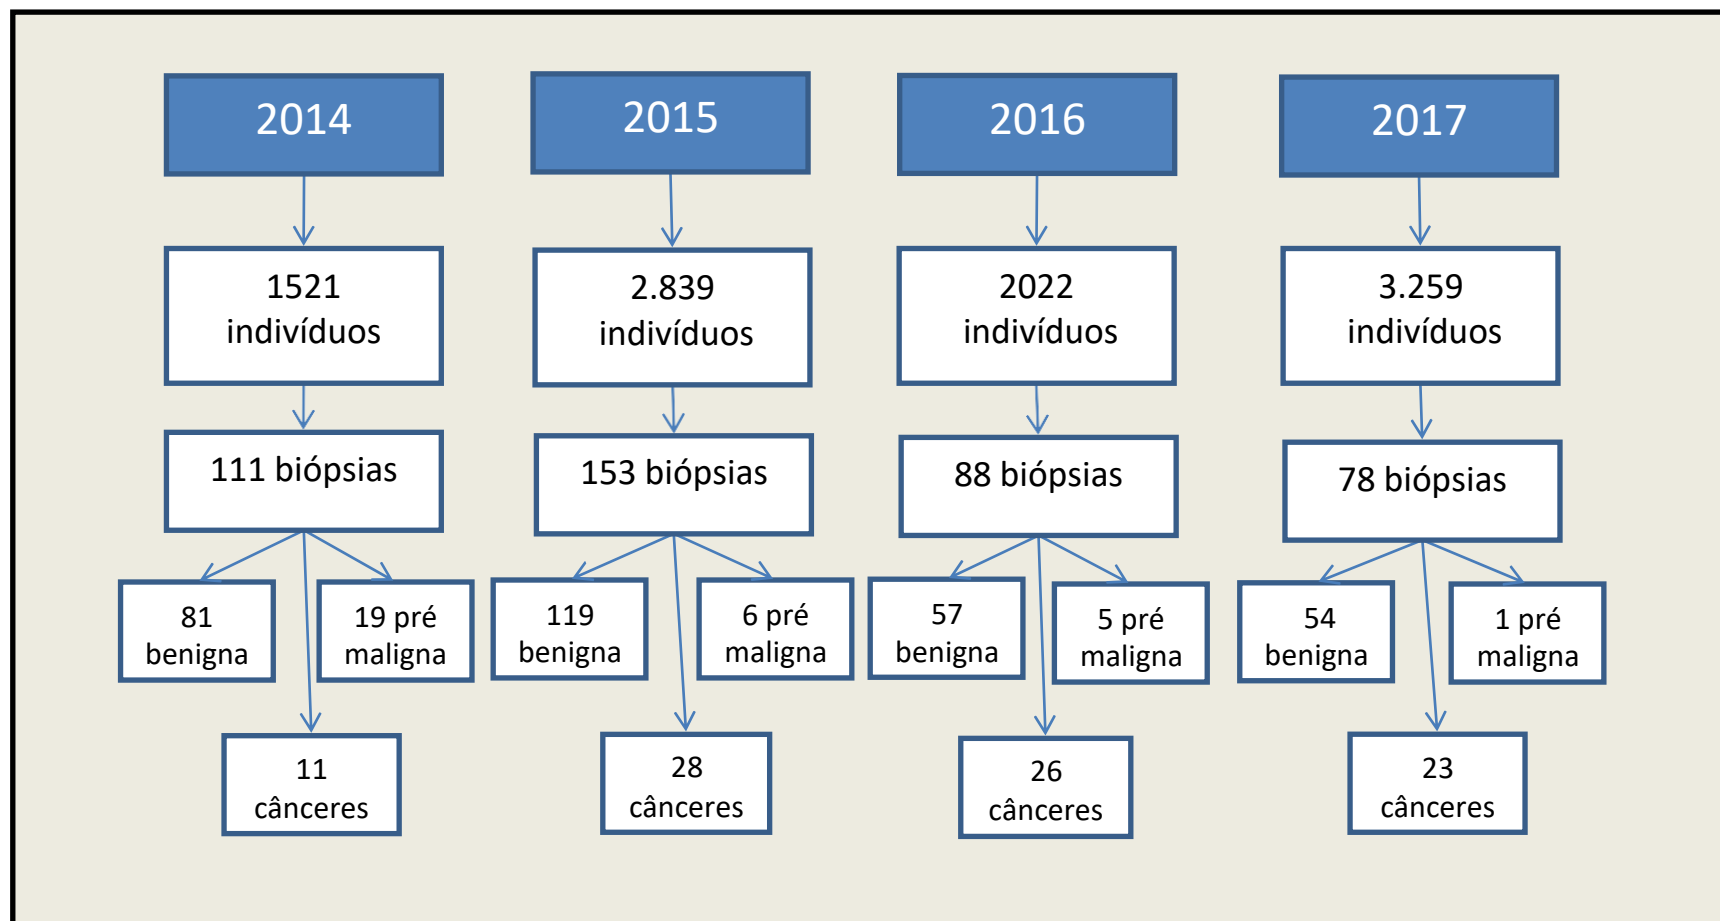 2014
2015
2016
2017
1521
indivíduos
2.839
indivíduos
2022
indivíduos
3.259
indivíduos
111 biópsias
153 biópsias
88 biópsias
78 biópsias
81
benigna
19 pré
maligna
119
benigna
6 pré
maligna
57
benigna
5 pré
maligna
54
benigna
1 pré
maligna
11
cânceres
28
cânceres
26
cânceres
23
cânceres